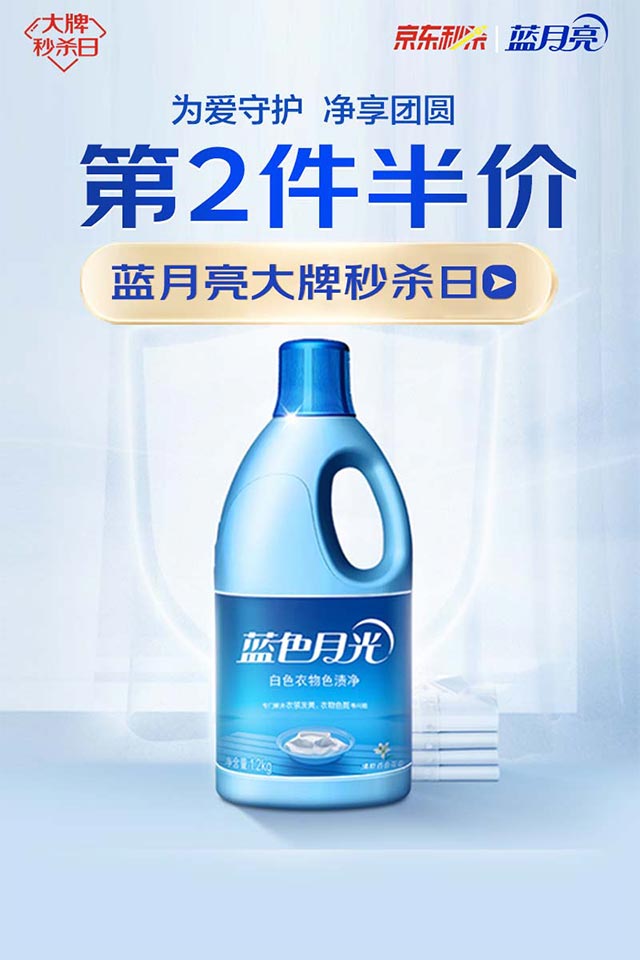 大牌
秒杀日
京东秒杀
蓝月亮
为爱守护 净享团圆
第2件半价
蓝月亮大牌秒杀日
蓝色月光
白色衣物色渍净
净含量:1.2kg